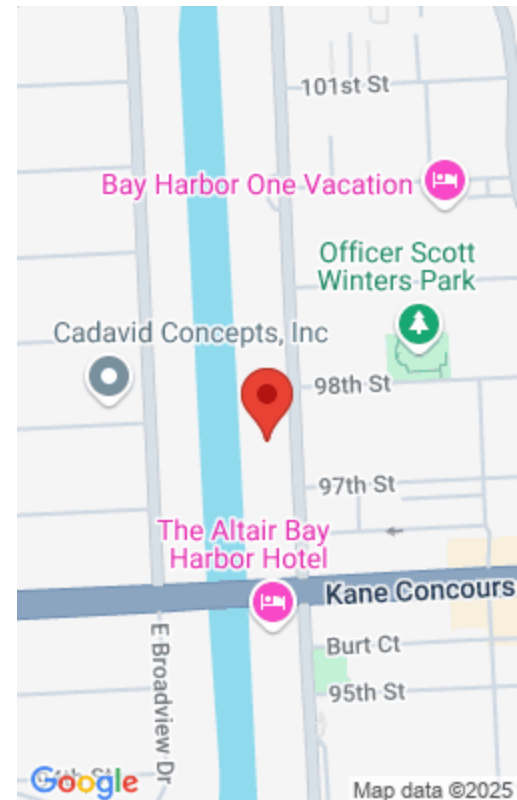 101st St
Bay Harbor One Vacation
Officer Scott
Winters Park
Cadavid Concepts, Inc
98th St
97th St
The Altair Bay
Harbor Hotel
Kane Concours
Burt Ct
E Broadview Dr
95th St
Google
Map data ©2025